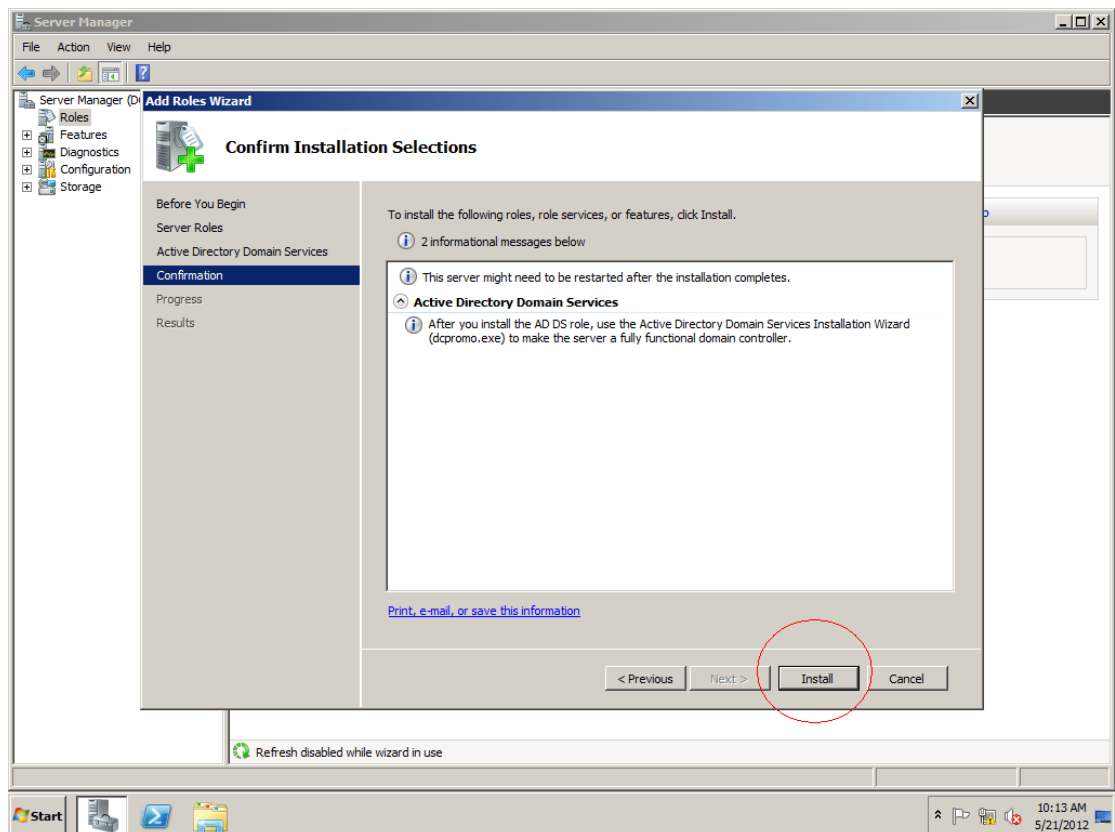 Server Manager
File Action View Help
Server Manager (D
Roles
Features
Diagnostics
Configuration
Storage
Add Roles Wizard
Confirm Installation Selections
Before You Begin
Server Roles
Active Directory Domain Services
Confirmation
Progress
Results
To install the following roles, role services, or features, click Install.
2 informational messages below
This server might need to be restarted after the installation completes.
Active Directory Domain Services
After you install the AD DS role, use the Active Directory Domain Services Installation Wizard
(dcpromo.exe) to make the server a fully functional domain controller.
Print, e-mail, or save this information
< Previous Next > Install Cancel
Refresh disabled while wizard in use
Start
10:13 AM
5/21/2012